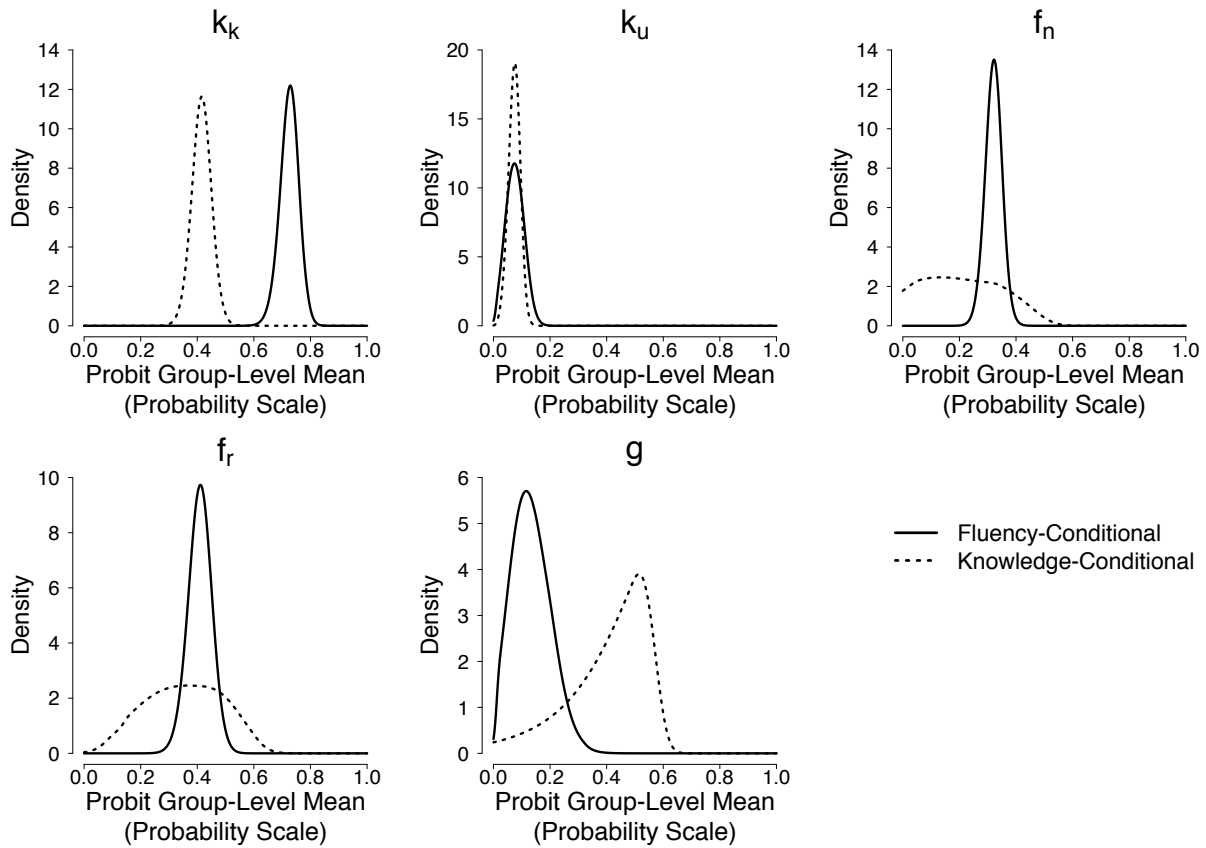 k_k
14
12
10
8
6
4
2
0
Density
0.0 0.2 0.4 0.6 0.8 1.0
Probit Group-Level Mean
(Probability Scale)
k_u
20
15
10
5
0
Density
0.0 0.2 0.4 0.6 0.8 1.0
Probit Group-Level Mean
(Probability Scale)
f_n
14
12
10
8
6
4
2
0
Density
0.0 0.2 0.4 0.6 0.8 1.0
Probit Group-Level Mean
(Probability Scale)
f_r
10
8
6
4
2
0
Density
0.0 0.2 0.4 0.6 0.8 1.0
Probit Group-Level Mean
(Probability Scale)
g
6
5
4
3
2
1
0
Density
0.0 0.2 0.4 0.6 0.8 1.0
Probit Group-Level Mean
(Probability Scale)
Fluency-Conditional
Knowledge-Conditional